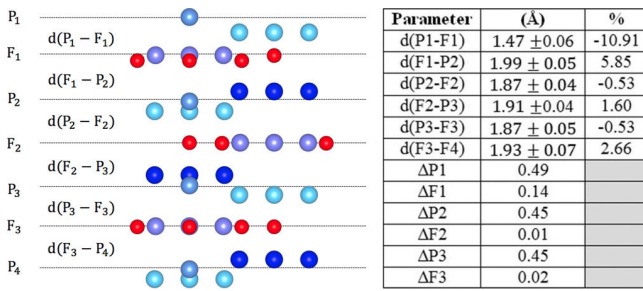 P₁
d(P₁ − F₁)
F₁
d(F₁ − P₂)
P₂
d(P₂ − F₂)
F₂
d(F₂ − P₃)
P₃
d(P₃ − F₃)
F₃
d(F₃ − P₄)
P₄
Parameter (Å) %
d(P1-F1) 1.47 ±0.06 -10.91
d(F1-P2) 1.99 ± 0.05 5.85
d(P2-F2) 1.87 ± 0.04 -0.53
d(F2-P3) 1.91 ±0.04 1.60
d(P3-F3) 1.87 ± 0.05 -0.53
d(F3-F4) 1.93 ± 0.07 2.66
ΔP1 0.49
ΔF1 0.14
ΔP2 0.45
ΔF2 0.01
ΔP3 0.45
ΔF3 0.02